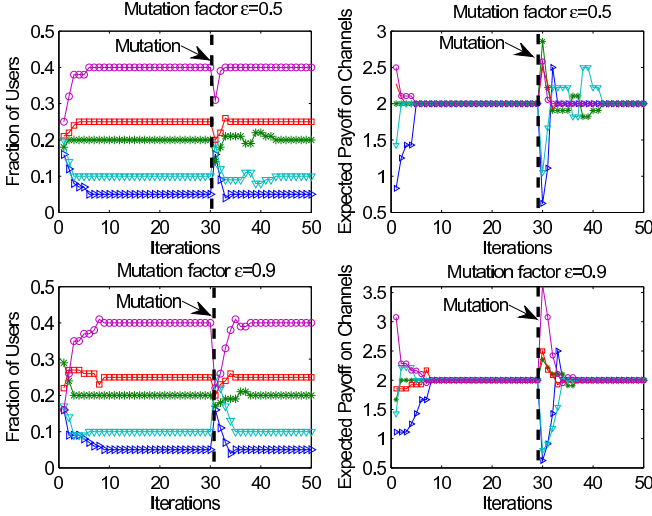 Mutation factor ε=0.5
0.5
0.4
0.3
0.2
0.1
0
Fraction of Users
Mutation
0 10 20 30 40 50
Iterations
Mutation factor ε=0.5
3
2.5
2
1.5
1
0.5
Expected Payoff on Channels
Mutation
0 10 20 30 40 50
Iterations
Mutation factor ε=0.9
0.5
0.4
0.3
0.2
0.1
0
Fraction of Users
Mutation
0 10 20 30 40 50
Iterations
Mutation factor ε=0.9
3.5
3
2.5
2
1.5
1
0.5
Expected Payoff on Channels
Mutation
0 10 20 30 40 50
Iterations